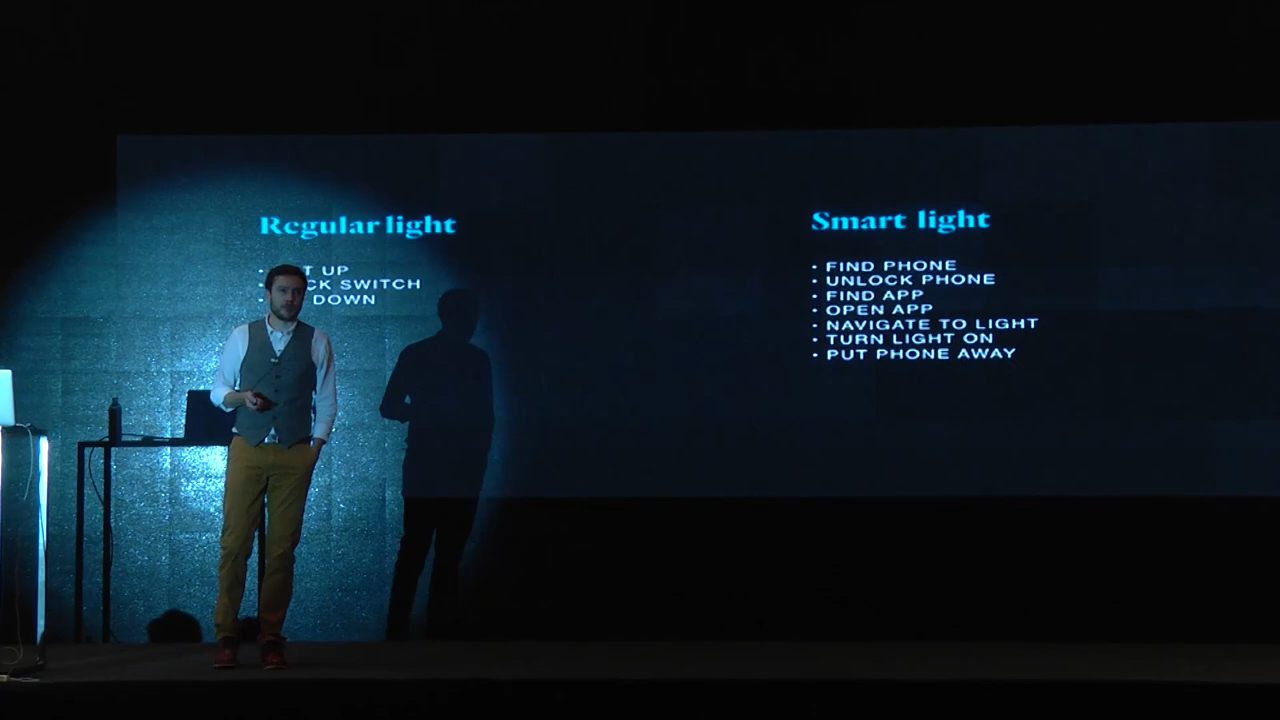 Regular light
• T UP
• CK SWITCH
• DOWN
Smart light
• FIND PHONE
• UNLOCK PHONE
• FIND APP
• OPEN APP
• NAVIGATE TO LIGHT
• TURN LIGHT ON
• PUT PHONE AWAY